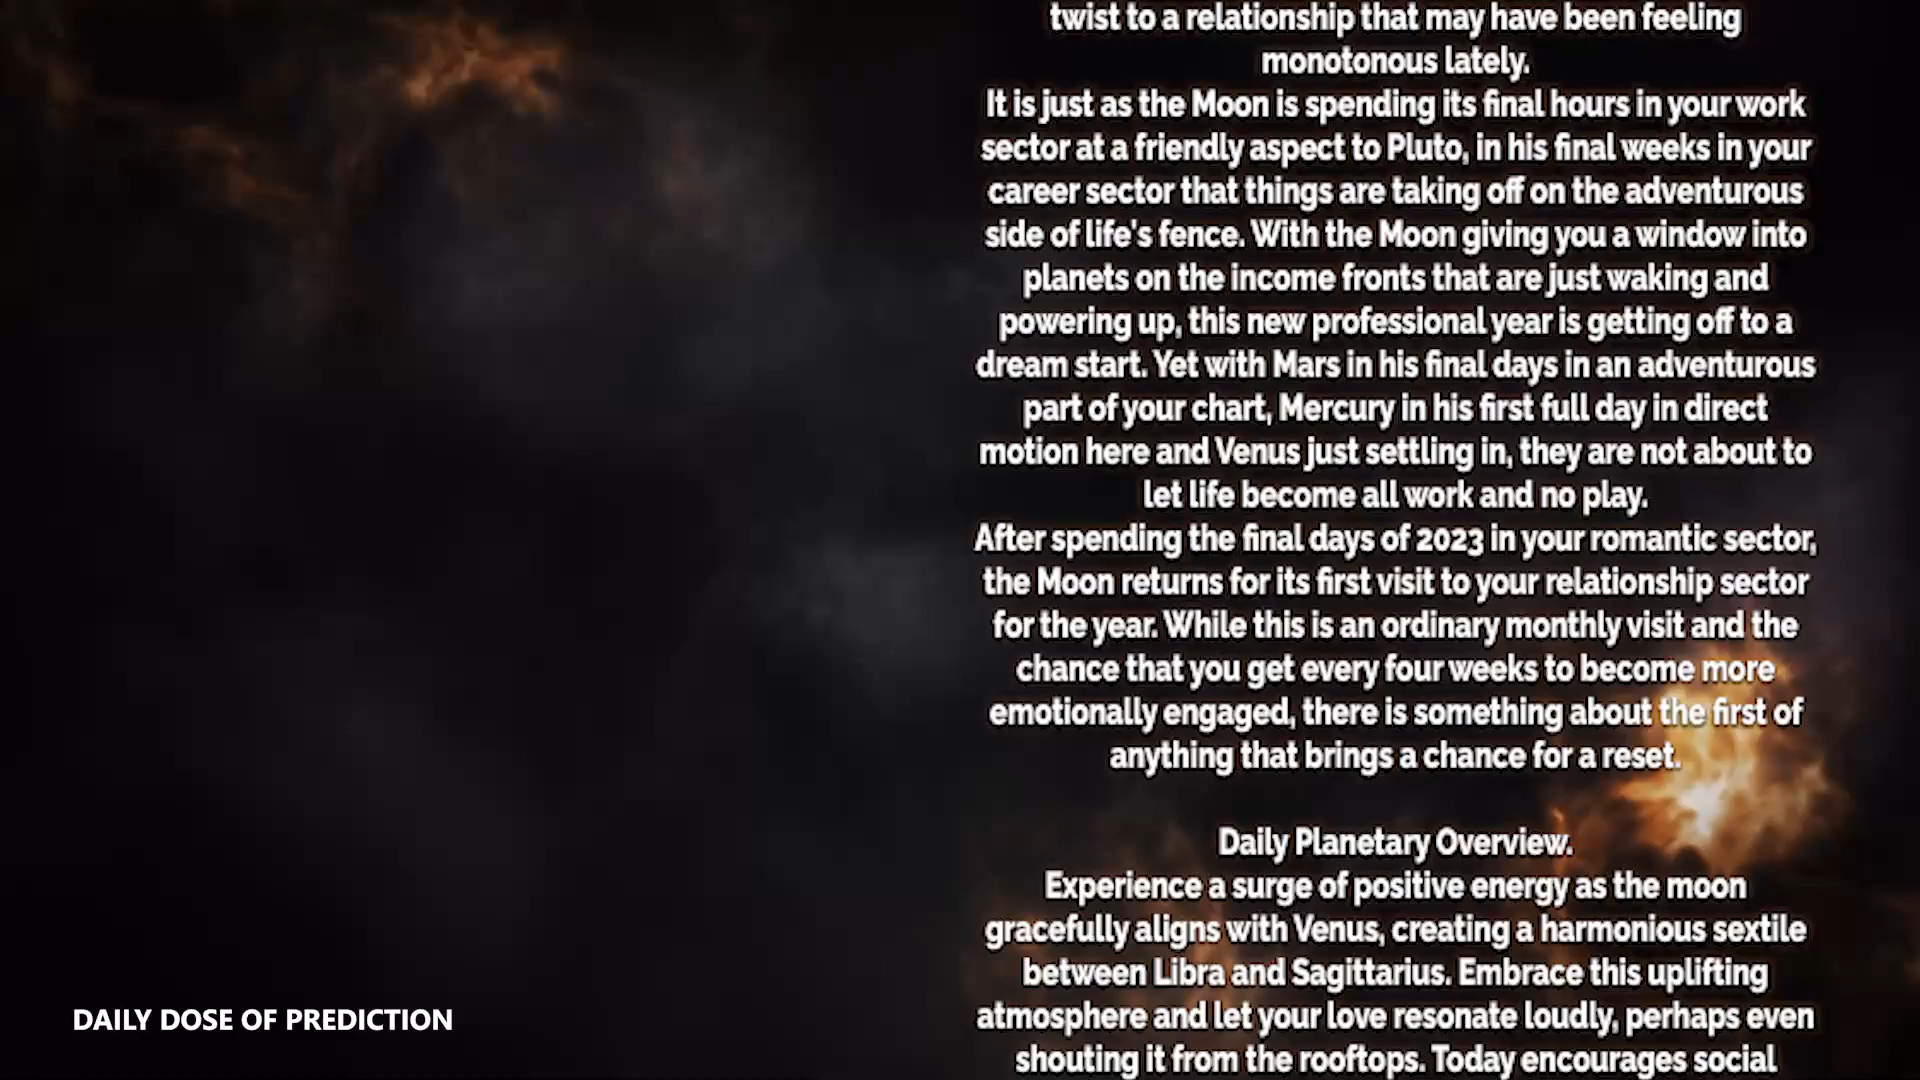 twist to a relationship that may have been feeling
monotonous lately.
It is just as the Moon is spending its final hours in your work
sector at a friendly aspect to Pluto, in his final weeks in your
career sector that things are taking off on the adventurous
side of life's fence. With the Moon giving you a window into
planets on the income fronts that are just waking and
powering up, this new professional year is getting off to a
dream start. Yet with Mars in his final days in an adventurous
part of your chart, Mercury in his first full day in direct
motion here and Venus just settling in, they are not about to
let life become all work and no play.
After spending the final days of 2023 in your romantic sector,
the Moon returns for its first visit to your relationship sector
for the year. While this is an ordinary monthly visit and the
chance that you get every four weeks to become more
emotionally engaged, there is something about the first of
anything that brings a chance for a reset.
Daily Planetary Overview.
Experience a surge of positive energy as the moon
gracefully aligns with Venus, creating a harmonious sextile
between Libra and Sagittarius. Embrace this uplifting
atmosphere and let your love resonate loudly, perhaps even
shouting it from the rooftops. Today encourages social
DAILY DOSE OF PREDICTION